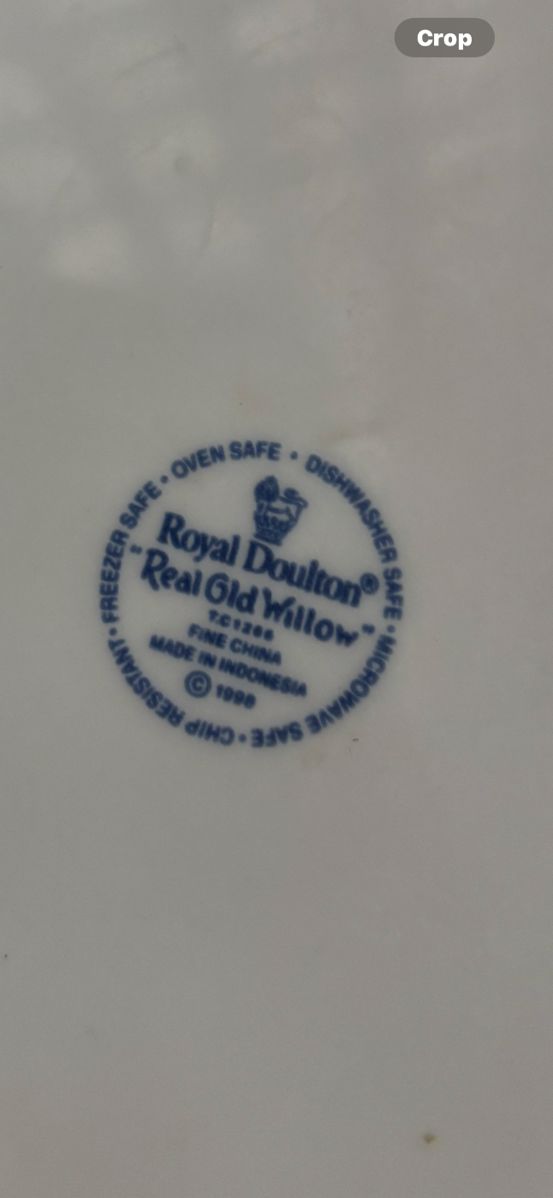 Crop
FREEZER SAFE • OVEN SAFE • DISHWASHER SAFE • MICROWAVE SAFE • CHIP RESISTANT •
Royal Doulton®
"Real Old Willow"
FINE CHINA
MADE IN INDONESIA
© 1998